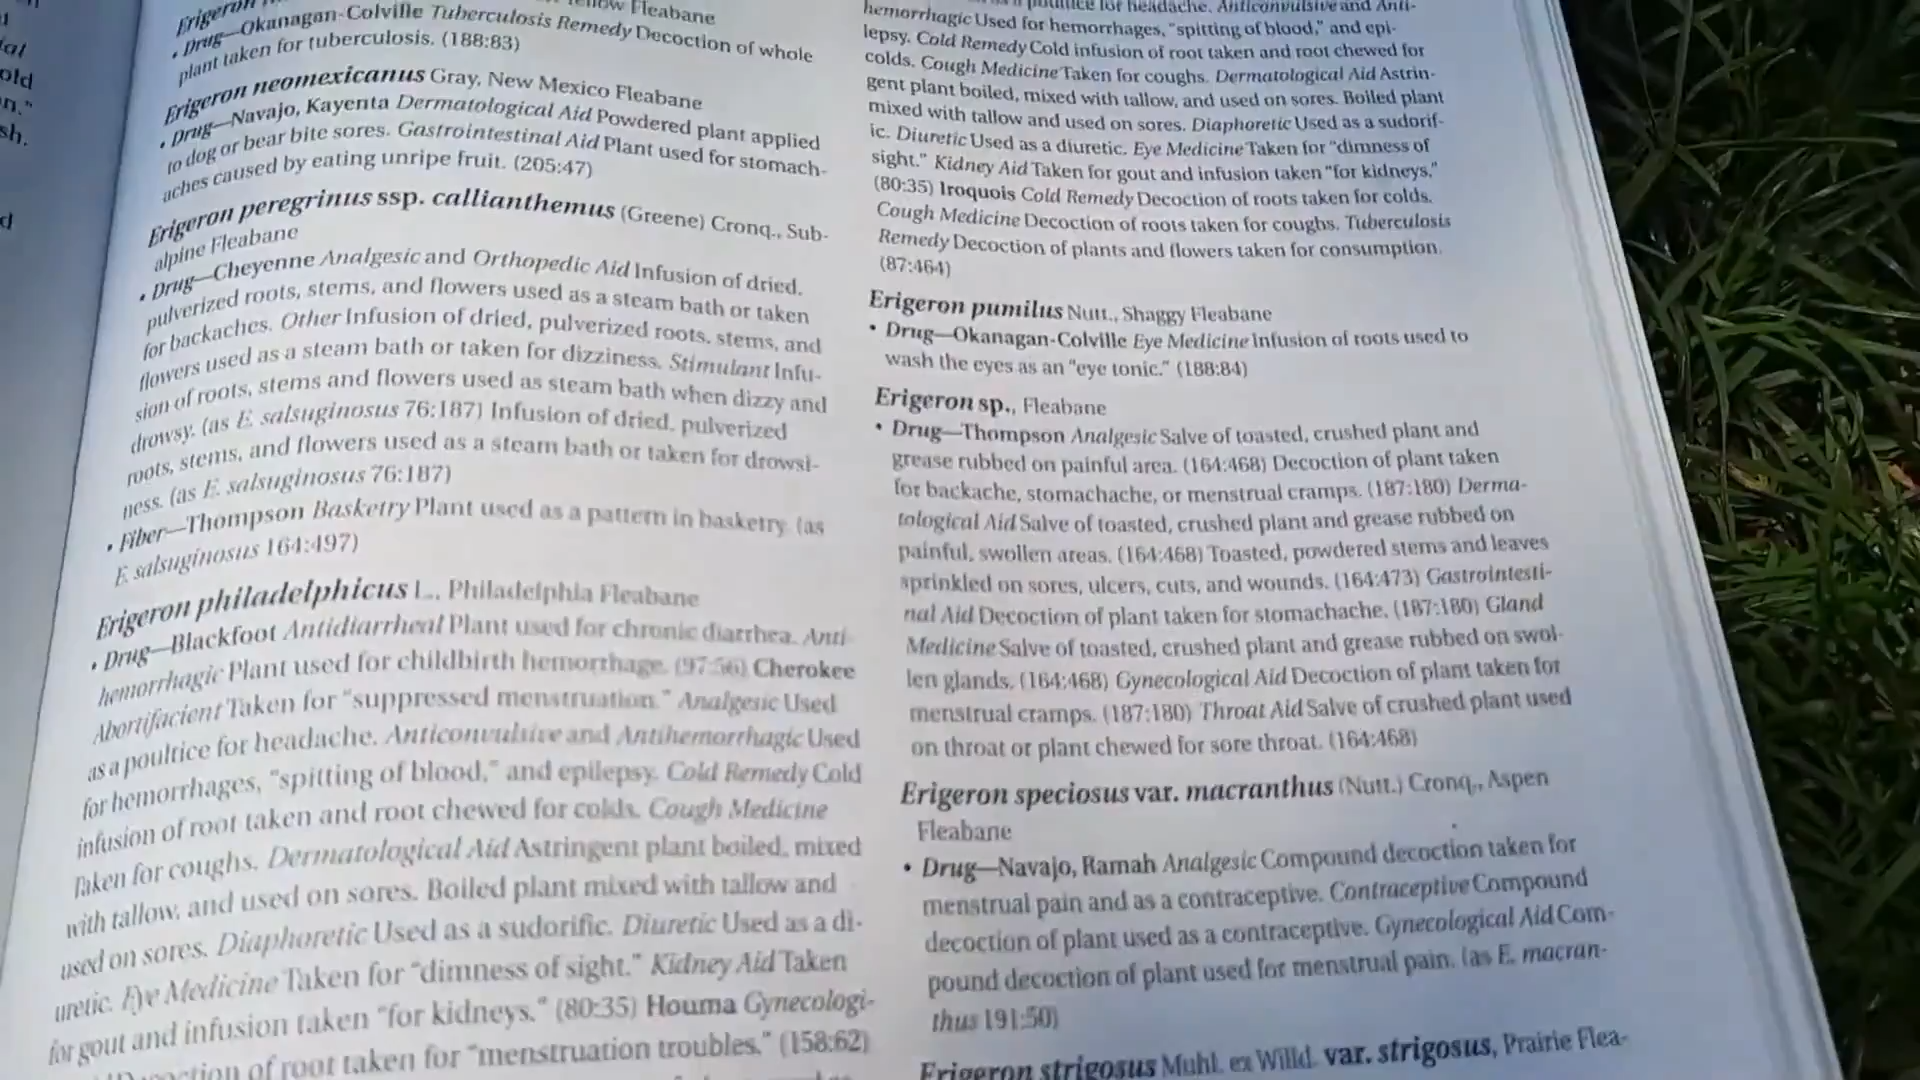 ial
old
n."
sh.
d
Erigeron Fleabane
• Drug—Okanagan-Colville Tuberculosis Remedy Decoction of whole
plant taken for tuberculosis. (188:83)
Erigeron neomexicanus Gray, New Mexico Fleabane
• Drug—Navajo, Kayenta Dermatological Aid Powdered plant applied
to dog or bear bite sores. Gastrointestinal Aid Plant used for stomach-
aches caused by eating unripe fruit. (205:47)
Erigeron peregrinus ssp. callianthemus (Greene) Cronq., Sub-
alpine Fleabane
• Drug—Cheyenne Analgesic and Orthopedic Aid Infusion of dried,
pulverized roots, stems, and flowers used as a steam bath or taken
for backaches. Other Infusion of dried, pulverized roots, stems, and
flowers used as a steam bath or taken for dizziness. Stimulant Infu-
sion of roots, stems and flowers used as steam bath when dizzy and
drowsy. (as E. salsuginosus 76:187) Infusion of dried, pulverized
roots, stems, and flowers used as a steam bath or taken for drowsi-
ness. (as E. salsuginosus 76:187)
• Fiber—Thompson Basketry Plant used as a pattern in basketry. (as
E. salsuginosus 164:497)
Erigeron philadelphicus L., Philadelphia Fleabane
• Drug—Blackfoot Antidiarrheal Plant used for chronic diarrhea. Anti-
hemorrhagic Plant used for childbirth hemorrhage. (97:56) Cherokee
Abortifacient Taken for "suppressed menstruation." Analgesic Used
as a poultice for headache. Anticonvulsive and Antihemorrhagic Used
for hemorrhages, "spitting of blood," and epilepsy. Cold Remedy Cold
infusion of root taken and root chewed for colds. Cough Medicine
Taken for coughs. Dermatological Aid Astringent plant boiled, mixed
with tallow, and used on sores. Boiled plant mixed with tallow and
used on sores. Diaphoretic Used as a sudorific. Diuretic Used as a di-
uretic. Eye Medicine Taken for "dimness of sight." Kidney Aid Taken
for gout and infusion taken "for kidneys." (80:35) Houma Gynecologi-
of root taken for "menstruation troubles." (158:62)
as a poultice for headache. Anticonvulsive and Anti-
hemorrhagic Used for hemorrhages, "spitting of blood," and epi-
lepsy. Cold Remedy Cold infusion of root taken and root chewed for
colds. Cough Medicine Taken for coughs. Dermatological Aid Astrin-
gent plant boiled, mixed with tallow, and used on sores. Boiled plant
mixed with tallow and used on sores. Diaphoretic Used as a sudorif-
ic. Diuretic Used as a diuretic. Eye Medicine Taken for "dimness of
sight." Kidney Aid Taken for gout and infusion taken "for kidneys."
(80:35) Iroquois Cold Remedy Decoction of roots taken for colds.
Cough Medicine Decoction of roots taken for coughs. Tuberculosis
Remedy Decoction of plants and flowers taken for consumption.
(87:464)
Erigeron pumilus Nutt., Shaggy Fleabane
• Drug—Okanagan-Colville Eye Medicine Infusion of roots used to
wash the eyes as an "eye tonic." (188:84)
Erigeron sp., Fleabane
• Drug—Thompson Analgesic Salve of toasted, crushed plant and
grease rubbed on painful area. (164:468) Decoction of plant taken
for backache, stomachache, or menstrual cramps. (187:180) Derma-
tological Aid Salve of toasted, crushed plant and grease rubbed on
painful, swollen areas. (164:468) Toasted, powdered stems and leaves
sprinkled on sores, ulcers, cuts, and wounds. (164:473) Gastrointesti-
nal Aid Decoction of plant taken for stomachache. (187:180) Gland
Medicine Salve of toasted, crushed plant and grease rubbed on swol-
len glands. (164:468) Gynecological Aid Decoction of plant taken for
menstrual cramps. (187:180) Throat Aid Salve of crushed plant used
on throat or plant chewed for sore throat. (164:468)
Erigeron speciosus var. macranthus (Nutt.) Cronq., Aspen
Fleabane
• Drug—Navajo, Ramah Analgesic Compound decoction taken for
menstrual pain and as a contraceptive. Contraceptive Compound
decoction of plant used as a contraceptive. Gynecological Aid Com-
pound decoction of plant used for menstrual pain. (as E. macran-
thus 191:50)
Erigeron strigosus Muhl. ex Willd. var. strigosus, Prairie Flea-